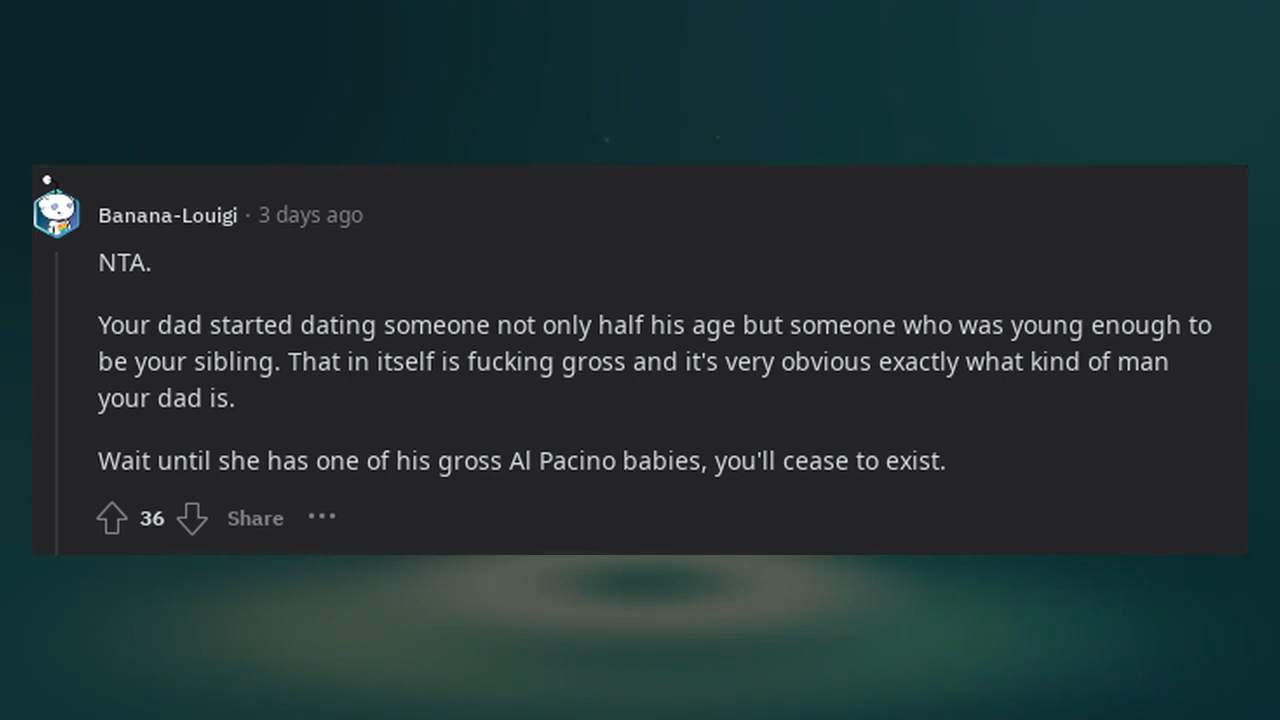 Banana-Louigi · 3 days ago
NTA.
Your dad started dating someone not only half his age but someone who was young enough to
be your sibling. That in itself is fucking gross and it's very obvious exactly what kind of man
your dad is.
Wait until she has one of his gross Al Pacino babies, you'll cease to exist.
36 Share ···